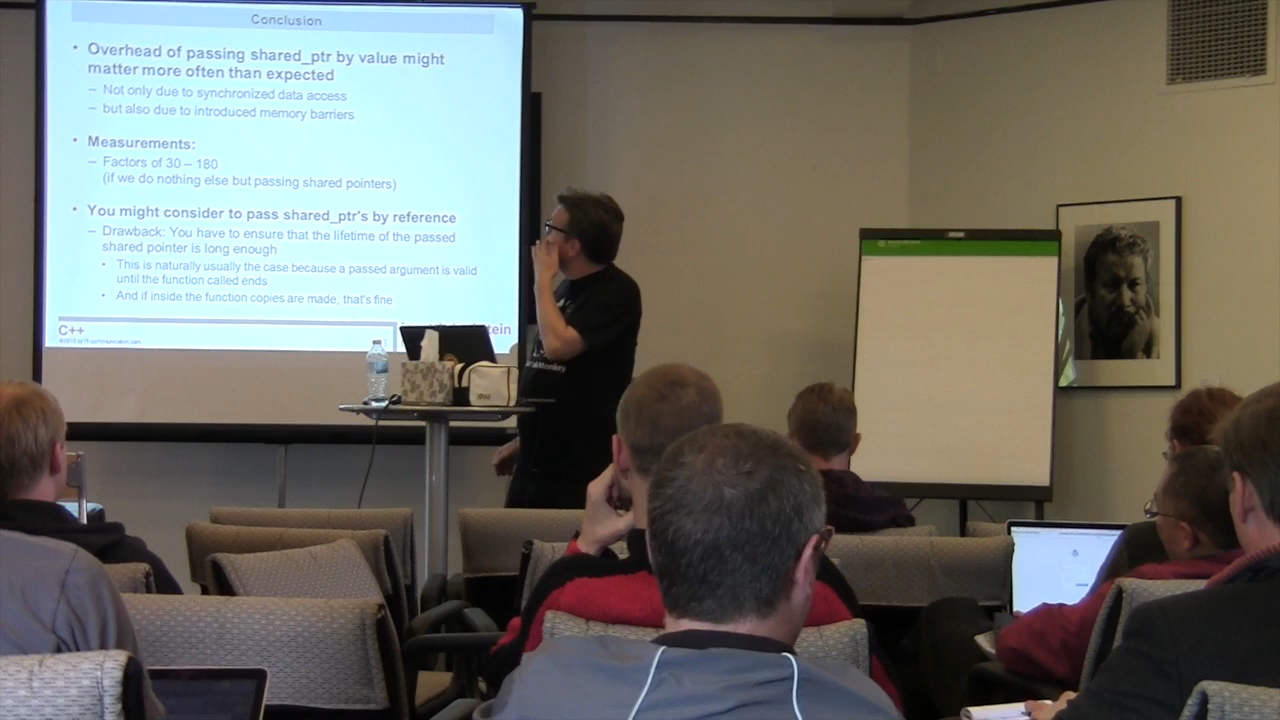 Conclusion
• Overhead of passing shared_ptr by value might
matter more often than expected
– Not only due to synchronized data access
– but also due to introduced memory barriers
• Measurements:
– Factors of 30 – 180
(if we do nothing else but passing shared pointers)
• You might consider to pass shared_ptr's by reference
– Drawback: You have to ensure that the lifetime of the passed
shared pointer is long enough
• This is naturally usually the case because a passed argument is valid
until the function called ends
• And if inside the function copies are made, that's fine
C++
tein